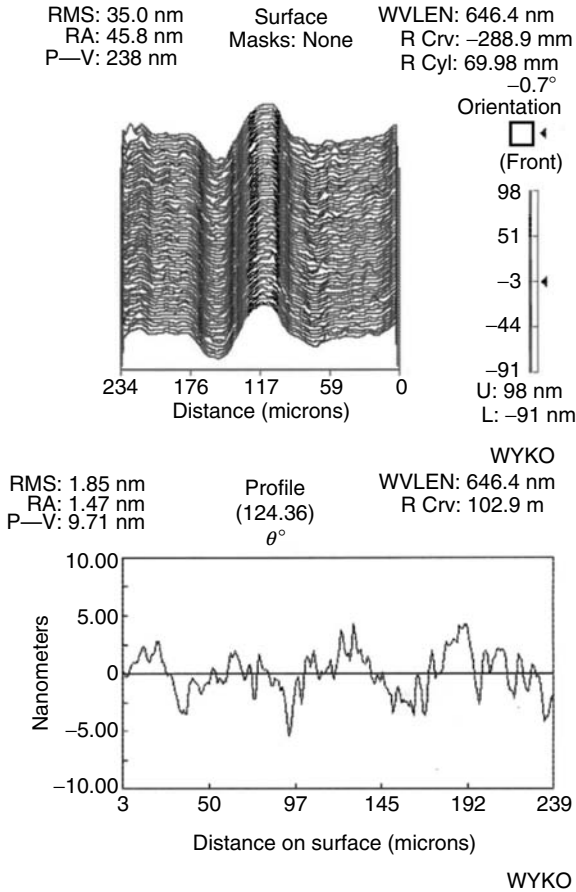 RMS: 35.0 nm
RA: 45.8 nm
P—V: 238 nm
Surface
Masks: None
WVLEN: 646.4 nm
R Crv: −288.9 mm
R Cyl: 69.98 mm
−0.7°
Orientation
(Front)
98
51
−3
−44
−91
U: 98 nm
L: −91 nm
234 176 117 59 0
Distance (microns)
WYKO
RMS: 1.85 nm
RA: 1.47 nm
P—V: 9.71 nm
Profile
(124.36)
θ°
WVLEN: 646.4 nm
R Crv: 102.9 m
Nanometers
10.00
5.00
0
−5.00
−10.00
3 50 97 145 192 239
Distance on surface (microns)
WYKO